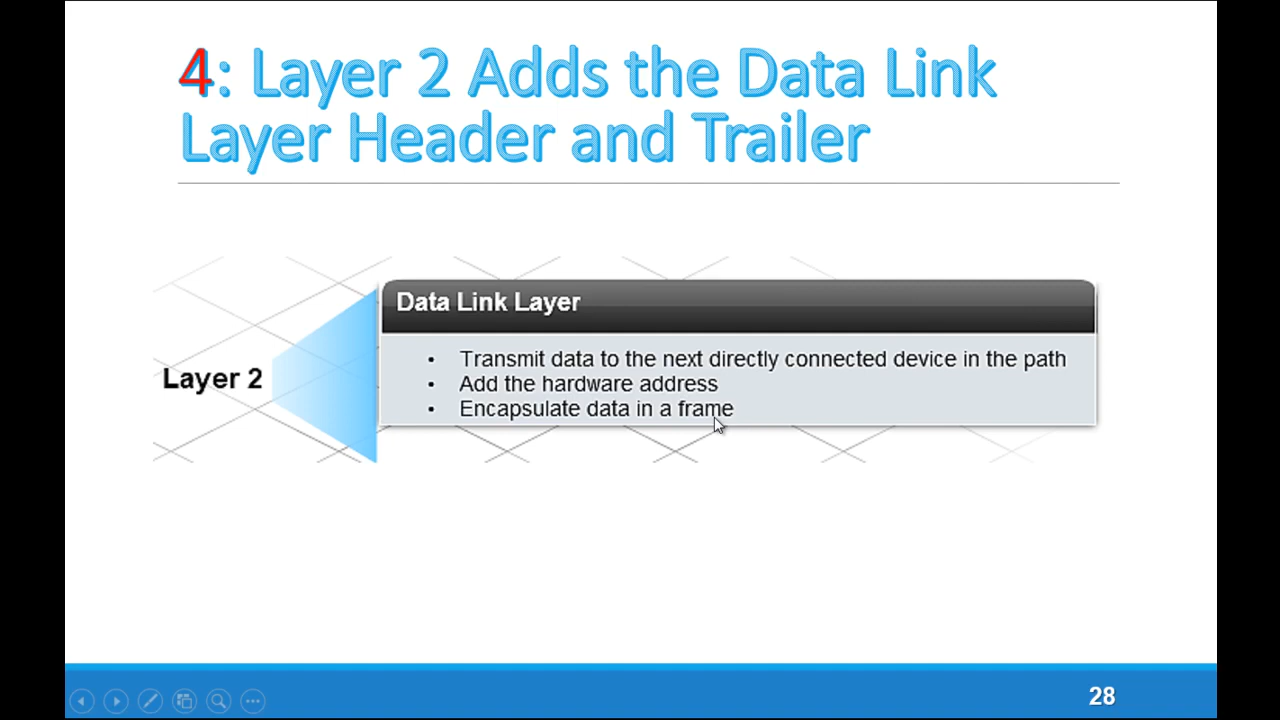 4: Layer 2 Adds the Data Link
Layer Header and Trailer
Data Link Layer
Layer 2
• Transmit data to the next directly connected device in the path
• Add the hardware address
• Encapsulate data in a frame
28